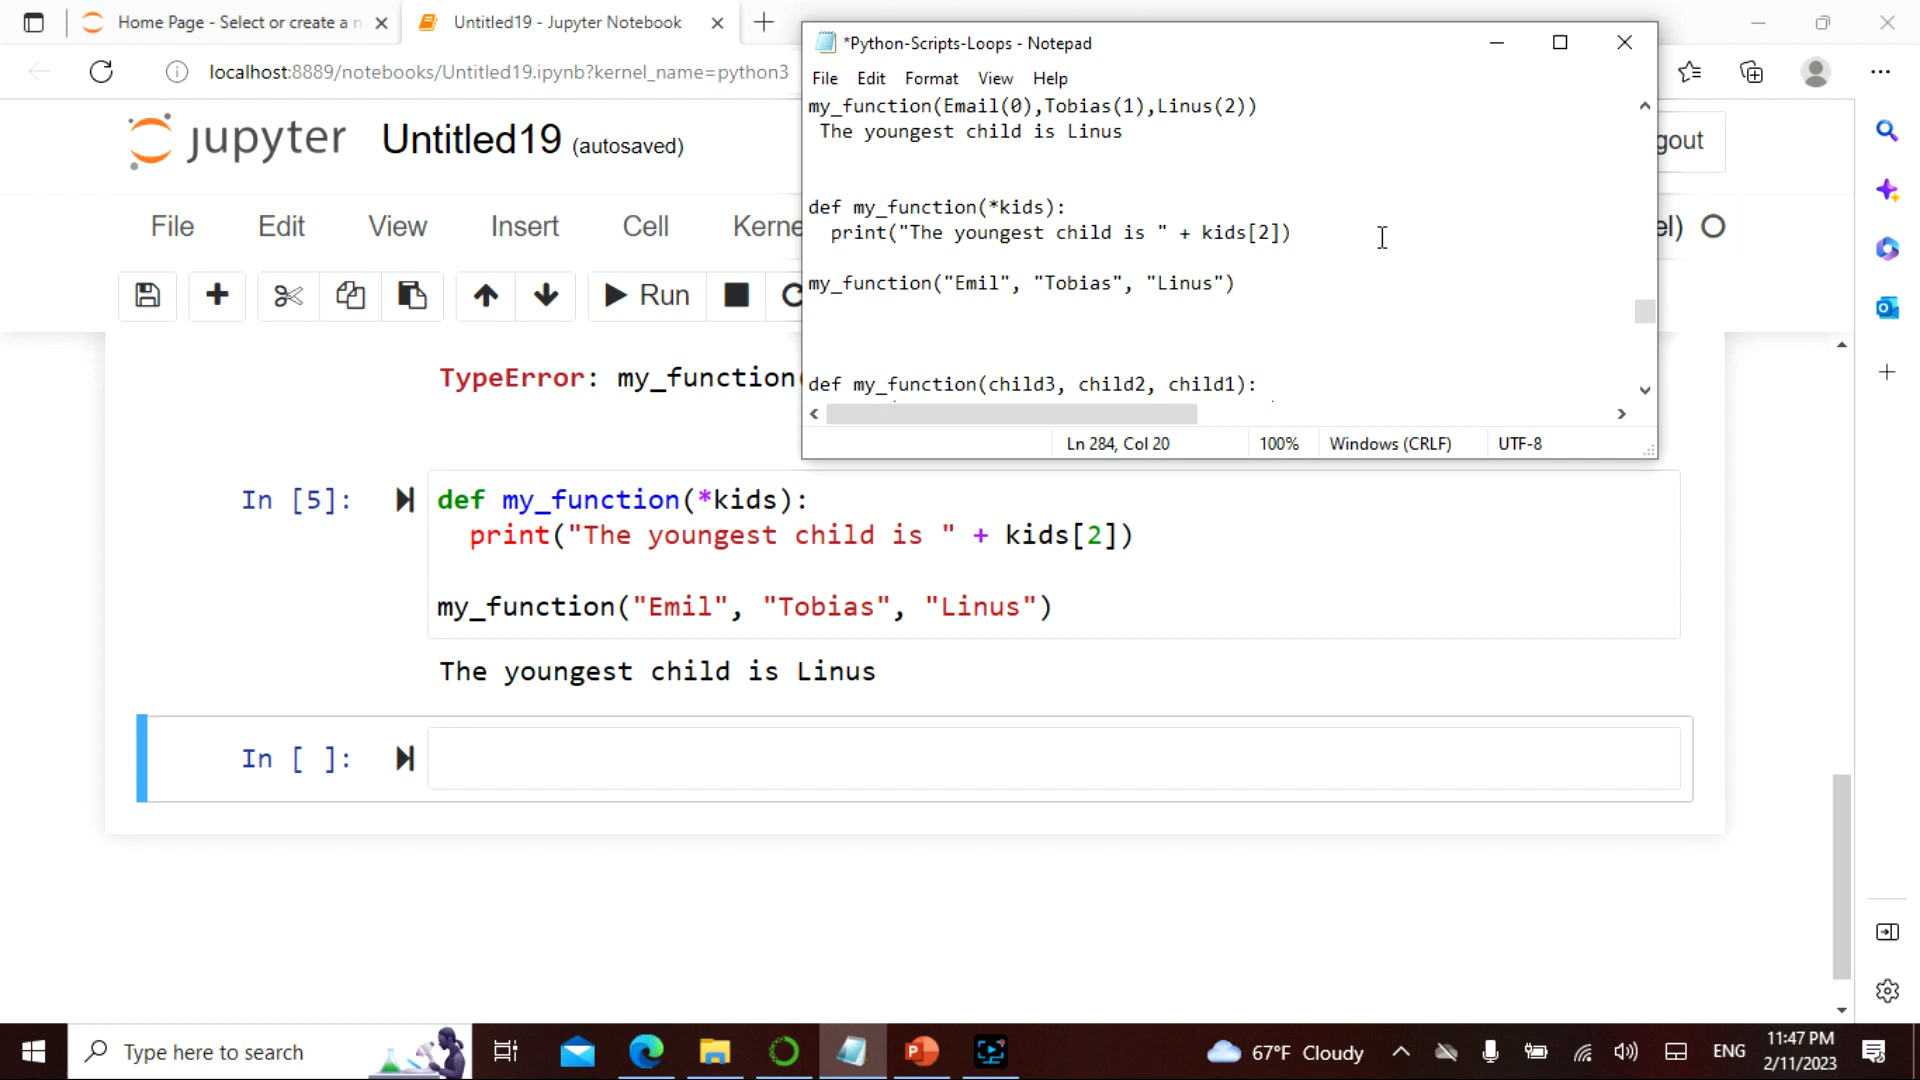 Home Page - Select or create a n
Untitled19 - Jupyter Notebook
localhost:8889/notebooks/Untitled19.ipynb?kernel_name=python3
*Python-Scripts-Loops - Notepad
File Edit Format View Help
my_function(Email(0),Tobias(1),Linus(2))
The youngest child is Linus
def my_function(*kids):
print("The youngest child is " + kids[2])
my_function("Emil", "Tobias", "Linus")
def my_function(child3, child2, child1):
Ln 284, Col 20 100% Windows (CRLF) UTF-8
jupyter Untitled19 (autosaved)
gout
File Edit View Insert Cell Kerne
el)
Run
TypeError: my_function(
In [5]:
def my_function(*kids):
print("The youngest child is " + kids[2])
my_function("Emil", "Tobias", "Linus")
The youngest child is Linus
In [ ]:
Type here to search
67°F Cloudy
ENG
11:47 PM
2/11/2023